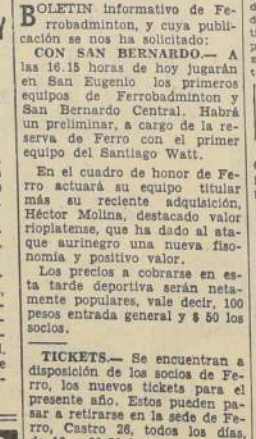 BOLETIN informativo de Fe-
rrobadminton, y cuya publi-
cación se nos ha solicitado:
CON SAN BERNARDO.— A
las 16.15 horas de hoy jugarán
en San Eugenio los primeros
equipos de Ferrobadminton y
San Bernardo Central. Habrá
un preliminar, a cargo de la re-
serva de Ferro con el primer
equipo del Santiago Watt.
En el cuadro de honor de Fe-
rro actuará su equipo titular
más su reciente adquisición,
Héctor Molina, destacado valor
rioplatense, que ha dado al ata-
que aurinegro una nueva fiso-
nomía y positivo valor.
Los precios a cobrarse en es-
ta tarde deportiva serán neta-
mente populares, vale decir, 100
pesos entrada general y $ 50 los
socios.
TICKETS.— Se encuentran a
disposición de los socios de Fe-
rro, los nuevos tickets para el
presente año. Estos pueden pa-
sar a retirarse en la sede de Fe-
rro, Castro 26, todos los días,